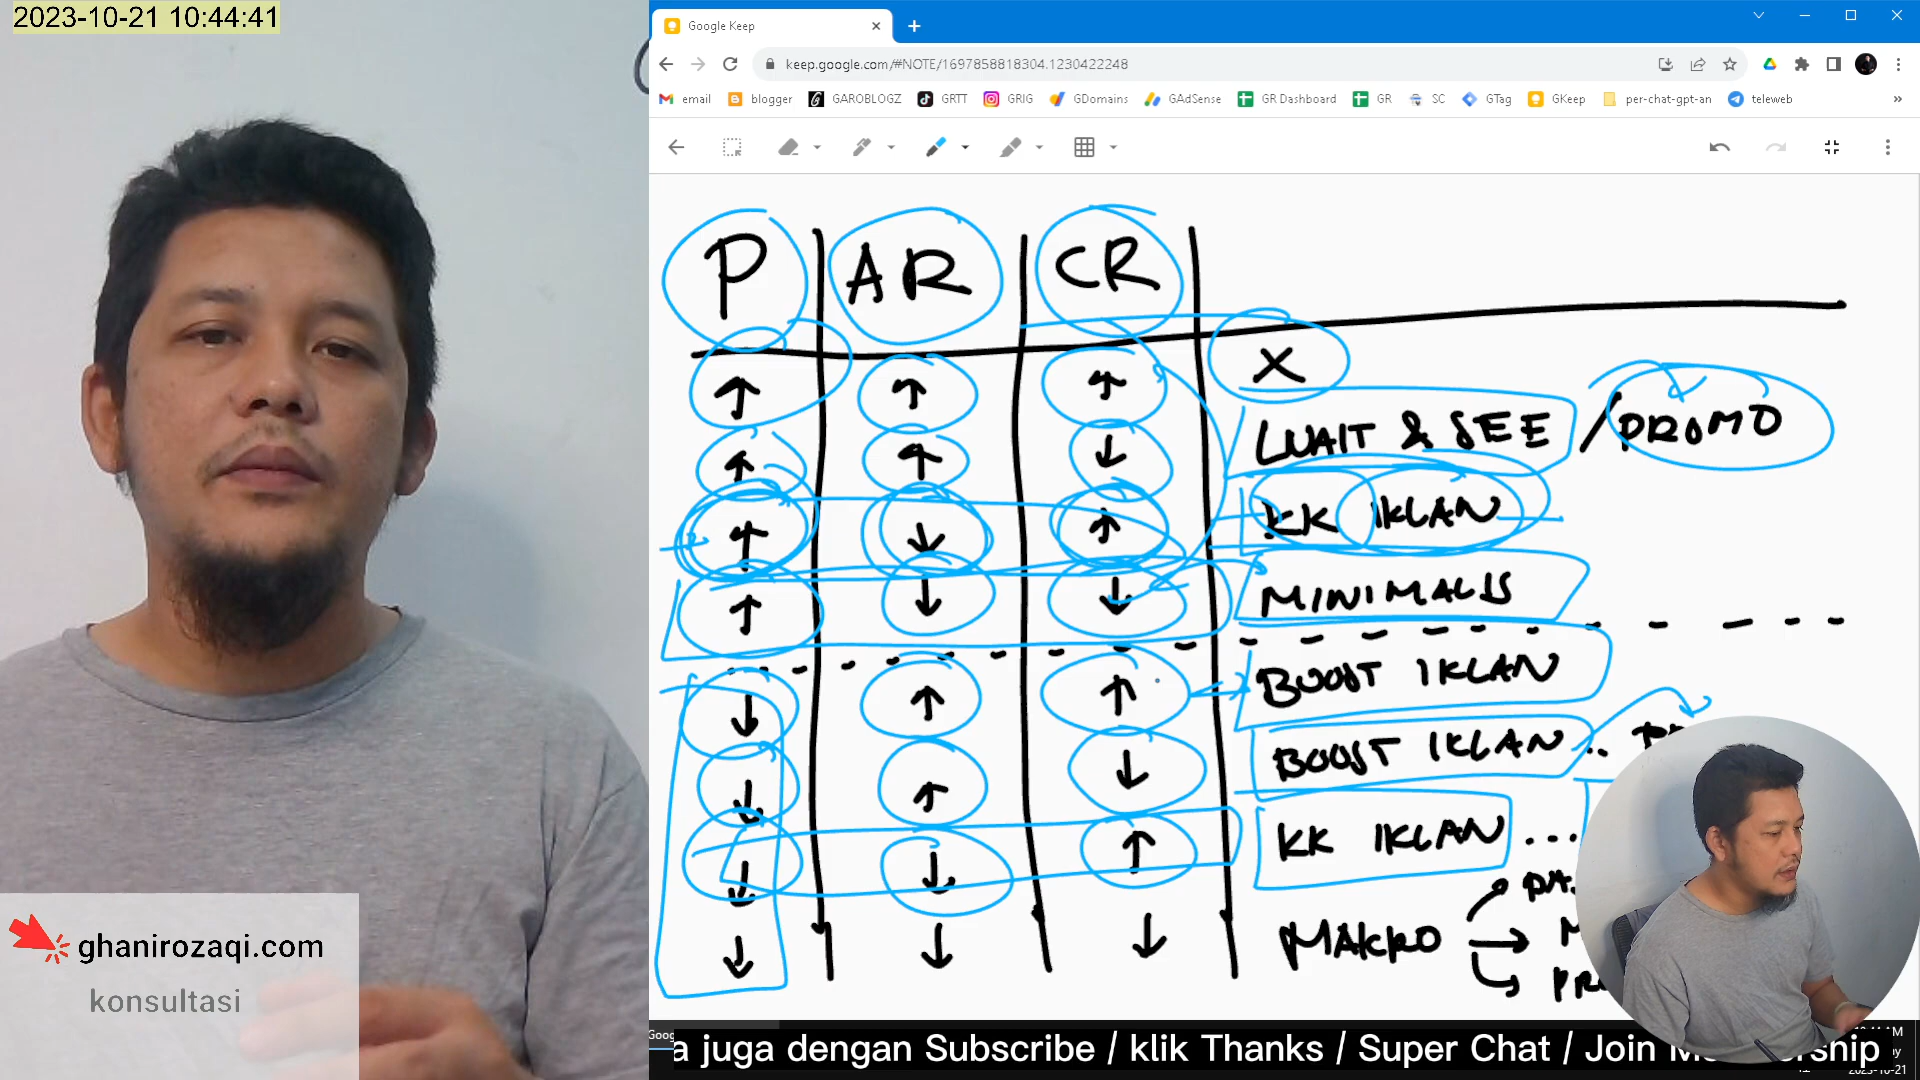 2023-10-21 10:44:41
Google Keep
keep.google.com/#NOTE/1697858818304.1230422248
email blogger GAROBLOGZ GRTT GRIG GDomains GAdSense GR Dashboard GR SC GTag GKeep per-chat-gpt-an teleweb »
P AR CR
↑ ↑ ↑ X
↑ ↑ ↓ WAIT & SEE / PROMO
↑ ↓ ↑ KK IKLAN
↑ ↓ ↓ MINIMALIS
↓ ↑ ↑ BOOST IKLAN
↓ ↑ ↓ BOOST IKLAN ..
↓ ↓ ↑ KK IKLAN ...
↓ ↓ ↓ MAKRO
ghanirozaqi.com
konsultasi
a juga dengan Subscribe / klik Thanks / Super Chat / Join
2023-10-21